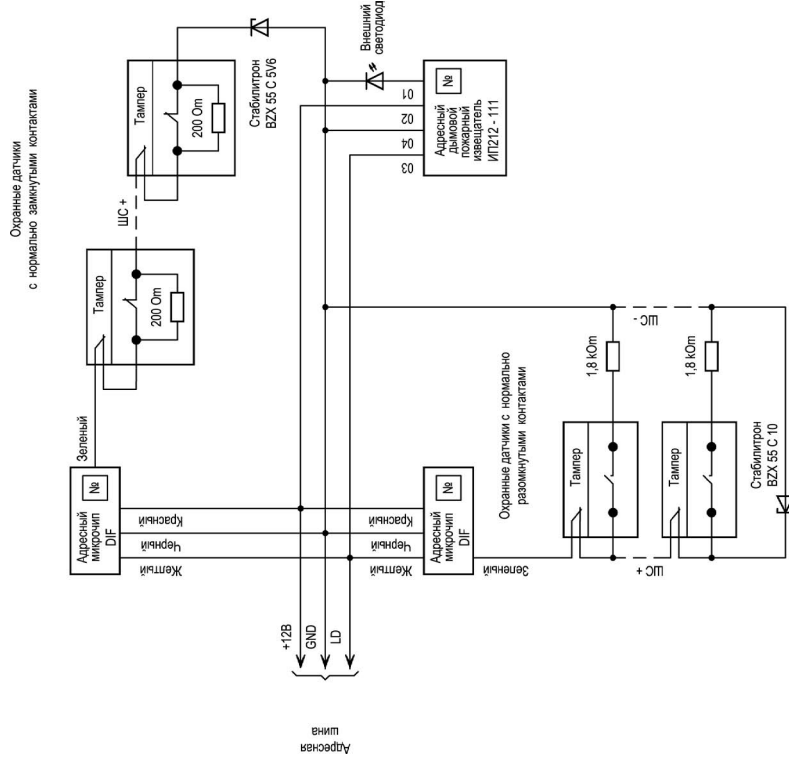 Охранные датчики
с нормально замкнутыми контактами
Тампер
200 Om
Стабилитрон
BZX 55 C 5V6
ШС +
Тампер
200 Om
Зеленый
Адресный
микрочип
DIF
№
Красный
Черный
Желтый
Внешний
светодиод
01
02
04
03
№
Адресный
дымовой
пожарный
извещатель
ИП212 - 111
+12В
GND
LD
Адресная
шина
Красный
Черный
Желтый
Адресный
микрочип
DIF
№
Зеленый
Охранные датчики с нормально
разомкнутыми контактами
Тампер
1,8 kOm
ШС -
ШС +
Тампер
1,8 kOm
Стабилитрон
BZX 55 C 10